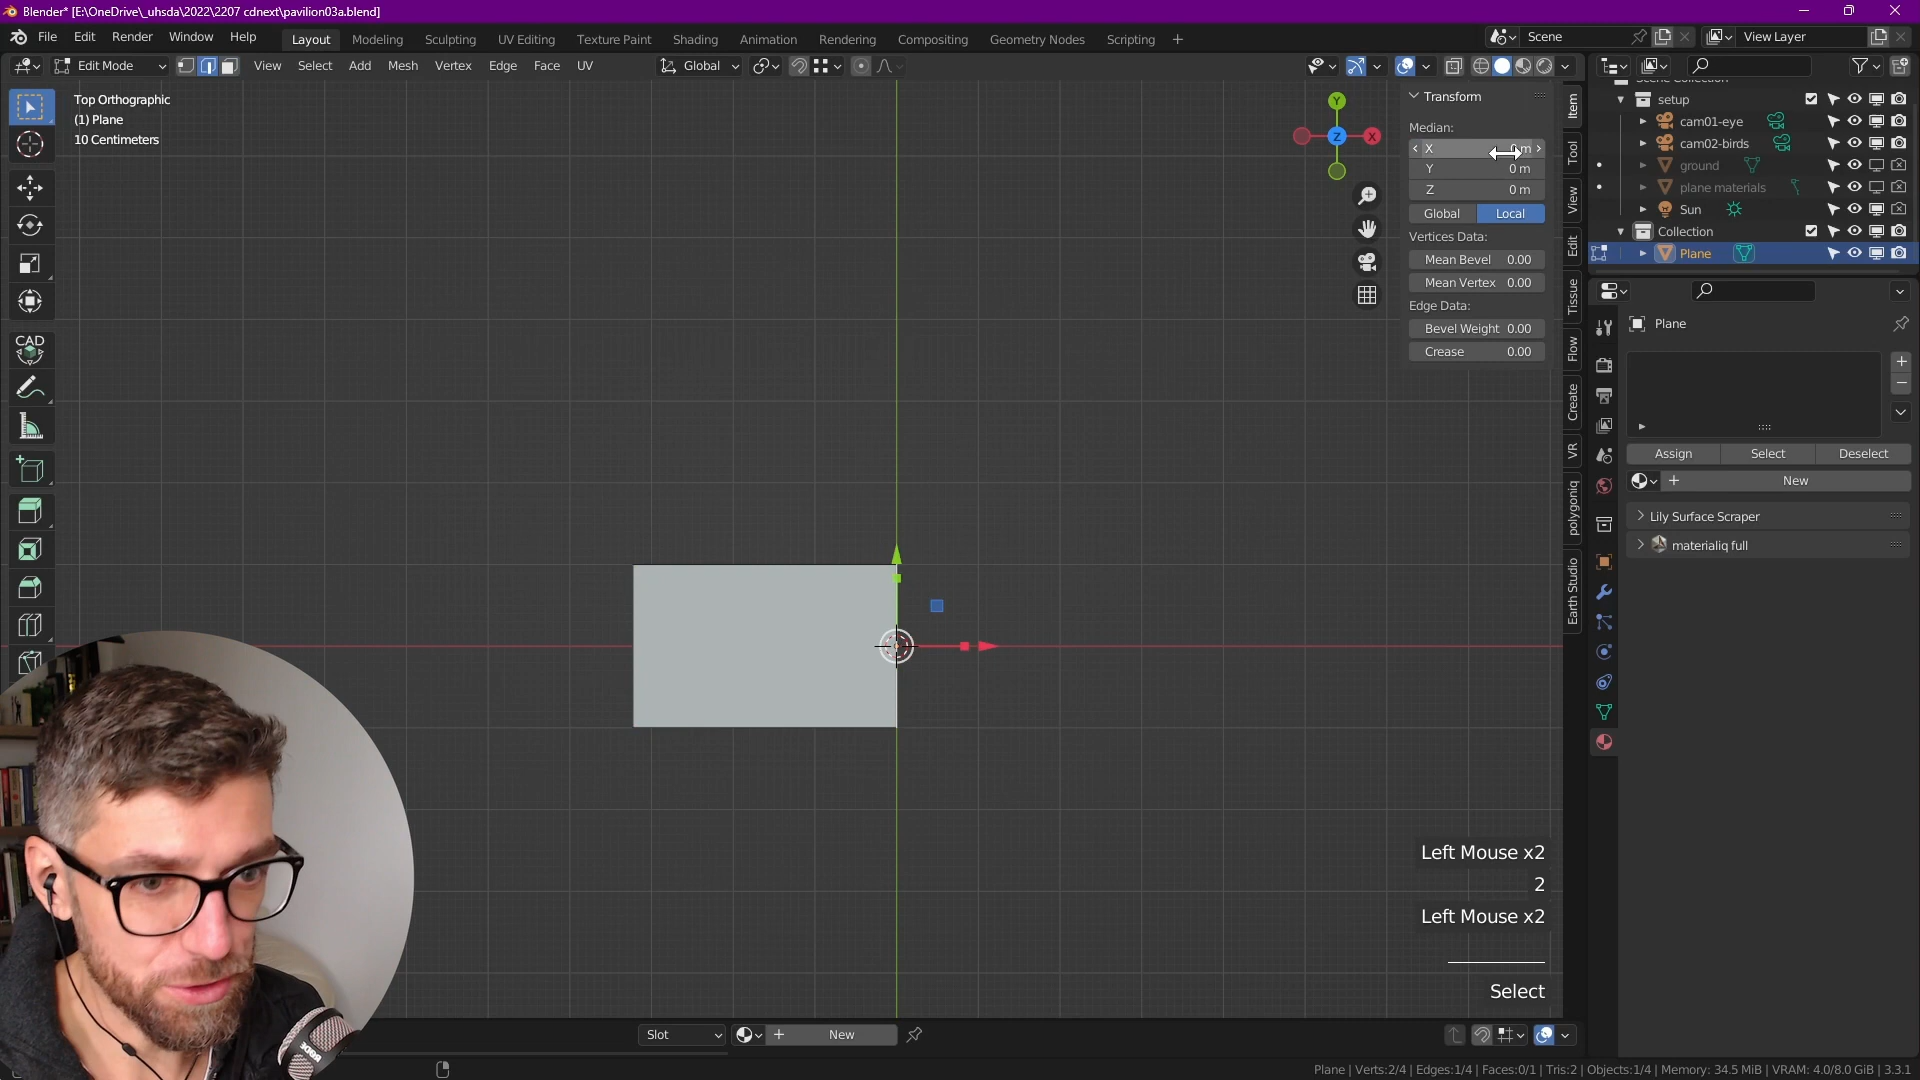 Blender* [E:\OneDrive\_uhsda\2022\2207 cdnext\pavilion03a.blend]
File Edit Render Window Help Layout Modeling Sculpting UV Editing Texture Paint Shading Animation Rendering Compositing Geometry Nodes Scripting + Scene View Layer
Edit Mode View Select Add Mesh Vertex Edge Face UV Global
Top Orthographic
(1) Plane
10 Centimeters
CAD
Y
X
Z
Transform
Median:
X 0 m
Y 0 m
Z 0 m
Global Local
Vertices Data:
Mean Bevel 0.00
Mean Vertex 0.00
Edge Data:
Bevel Weight 0.00
Crease 0.00
Item
Tool
View
Edit
Tissue
Flow
Create
VR
polygoniq
Earth Studio
Scene Collection
setup
cam01-eye
cam02-birds
ground
plane materials
Sun
Collection
Plane
Plane
Assign Select Deselect
+ New
Lily Surface Scraper
materialiq full
Left Mouse x2
2
Left Mouse x2
Select
Slot + New
RODE
Plane | Verts:2/4 | Edges:1/4 | Faces:0/1 | Tris:2 | Objects:1/4 | Memory: 34.5 MiB | VRAM: 4.0/8.0 GiB | 3.3.1